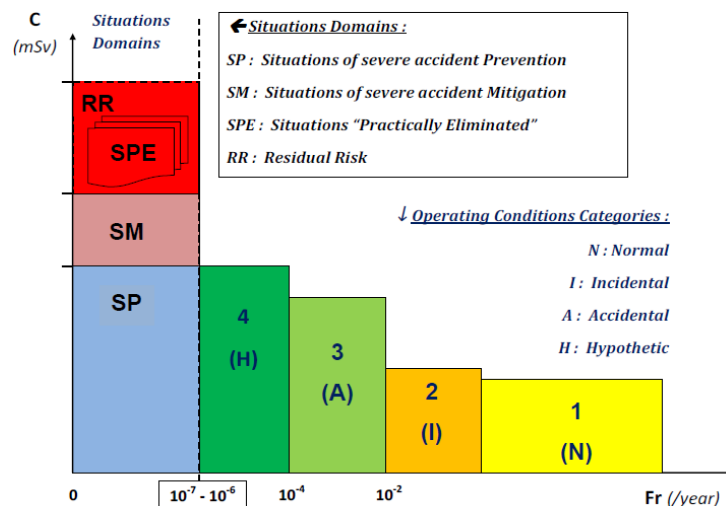 C
(mSv)
Situations
Domains
🡰 Situations Domains :
SP : Situations of severe accident Prevention
SM : Situations of severe accident Mitigation
SPE : Situations “Practically Eliminated”
RR : Residual Risk
RR
SPE
SM
SP
↓ Operating Conditions Categories :
N : Normal
I : Incidental
A : Accidental
H : Hypothetic
4
(H)
3
(A)
2
(I)
1
(N)
0
10⁻⁷ - 10⁻⁶
10⁻⁴
10⁻²
Fr (/year)